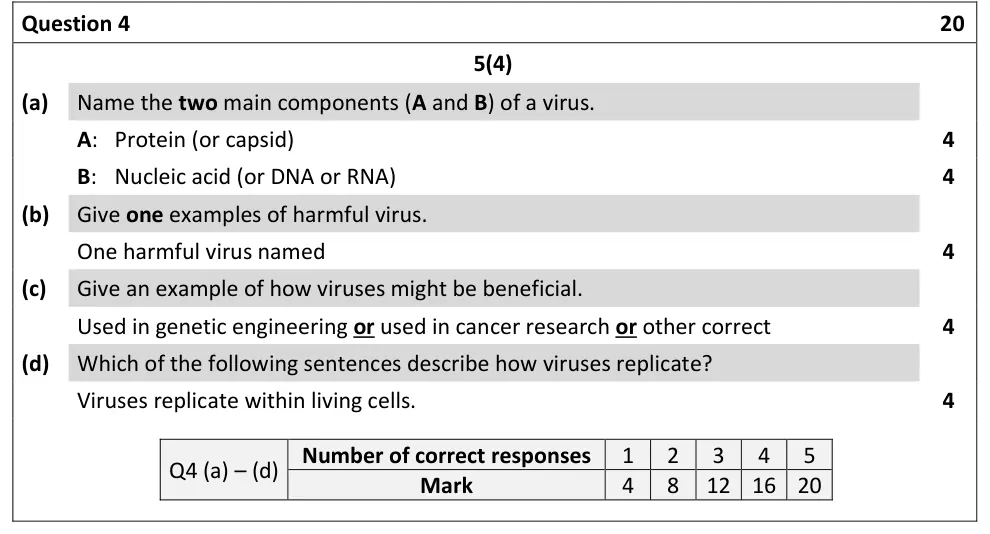 Question 4 20
5(4)
(a) Name the two main components (A and B) of a virus.
A: Protein (or capsid) 4
B: Nucleic acid (or DNA or RNA) 4
(b) Give one examples of harmful virus.
One harmful virus named 4
(c) Give an example of how viruses might be beneficial.
Used in genetic engineering or used in cancer research or other correct 4
(d) Which of the following sentences describe how viruses replicate?
Viruses replicate within living cells. 4
Q4 (a) – (d) Number of correct responses 1 2 3 4 5
Mark 4 8 12 16 20